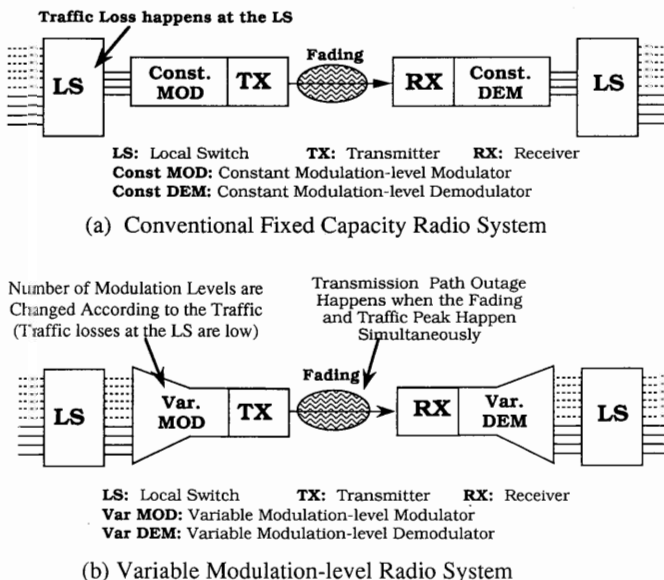 Traffic Loss happens at the LS
Fading
LS
Const.
MOD
TX
RX
Const.
DEM
LS
LS: Local Switch TX: Transmitter RX: Receiver
Const MOD: Constant Modulation-level Modulator
Const DEM: Constant Modulation-level Demodulator
(a) Conventional Fixed Capacity Radio System
Number of Modulation Levels are
Changed According to the Traffic
(Traffic losses at the LS are low)
Transmission Path Outage
Happens when the Fading
and Traffic Peak Happen
Simultaneously
Fading
LS
Var.
MOD
TX
RX
Var.
DEM
LS
LS: Local Switch TX: Transmitter RX: Receiver
Var MOD: Variable Modulation-level Modulator
Var DEM: Variable Modulation-level Demodulator
(b) Variable Modulation-level Radio System